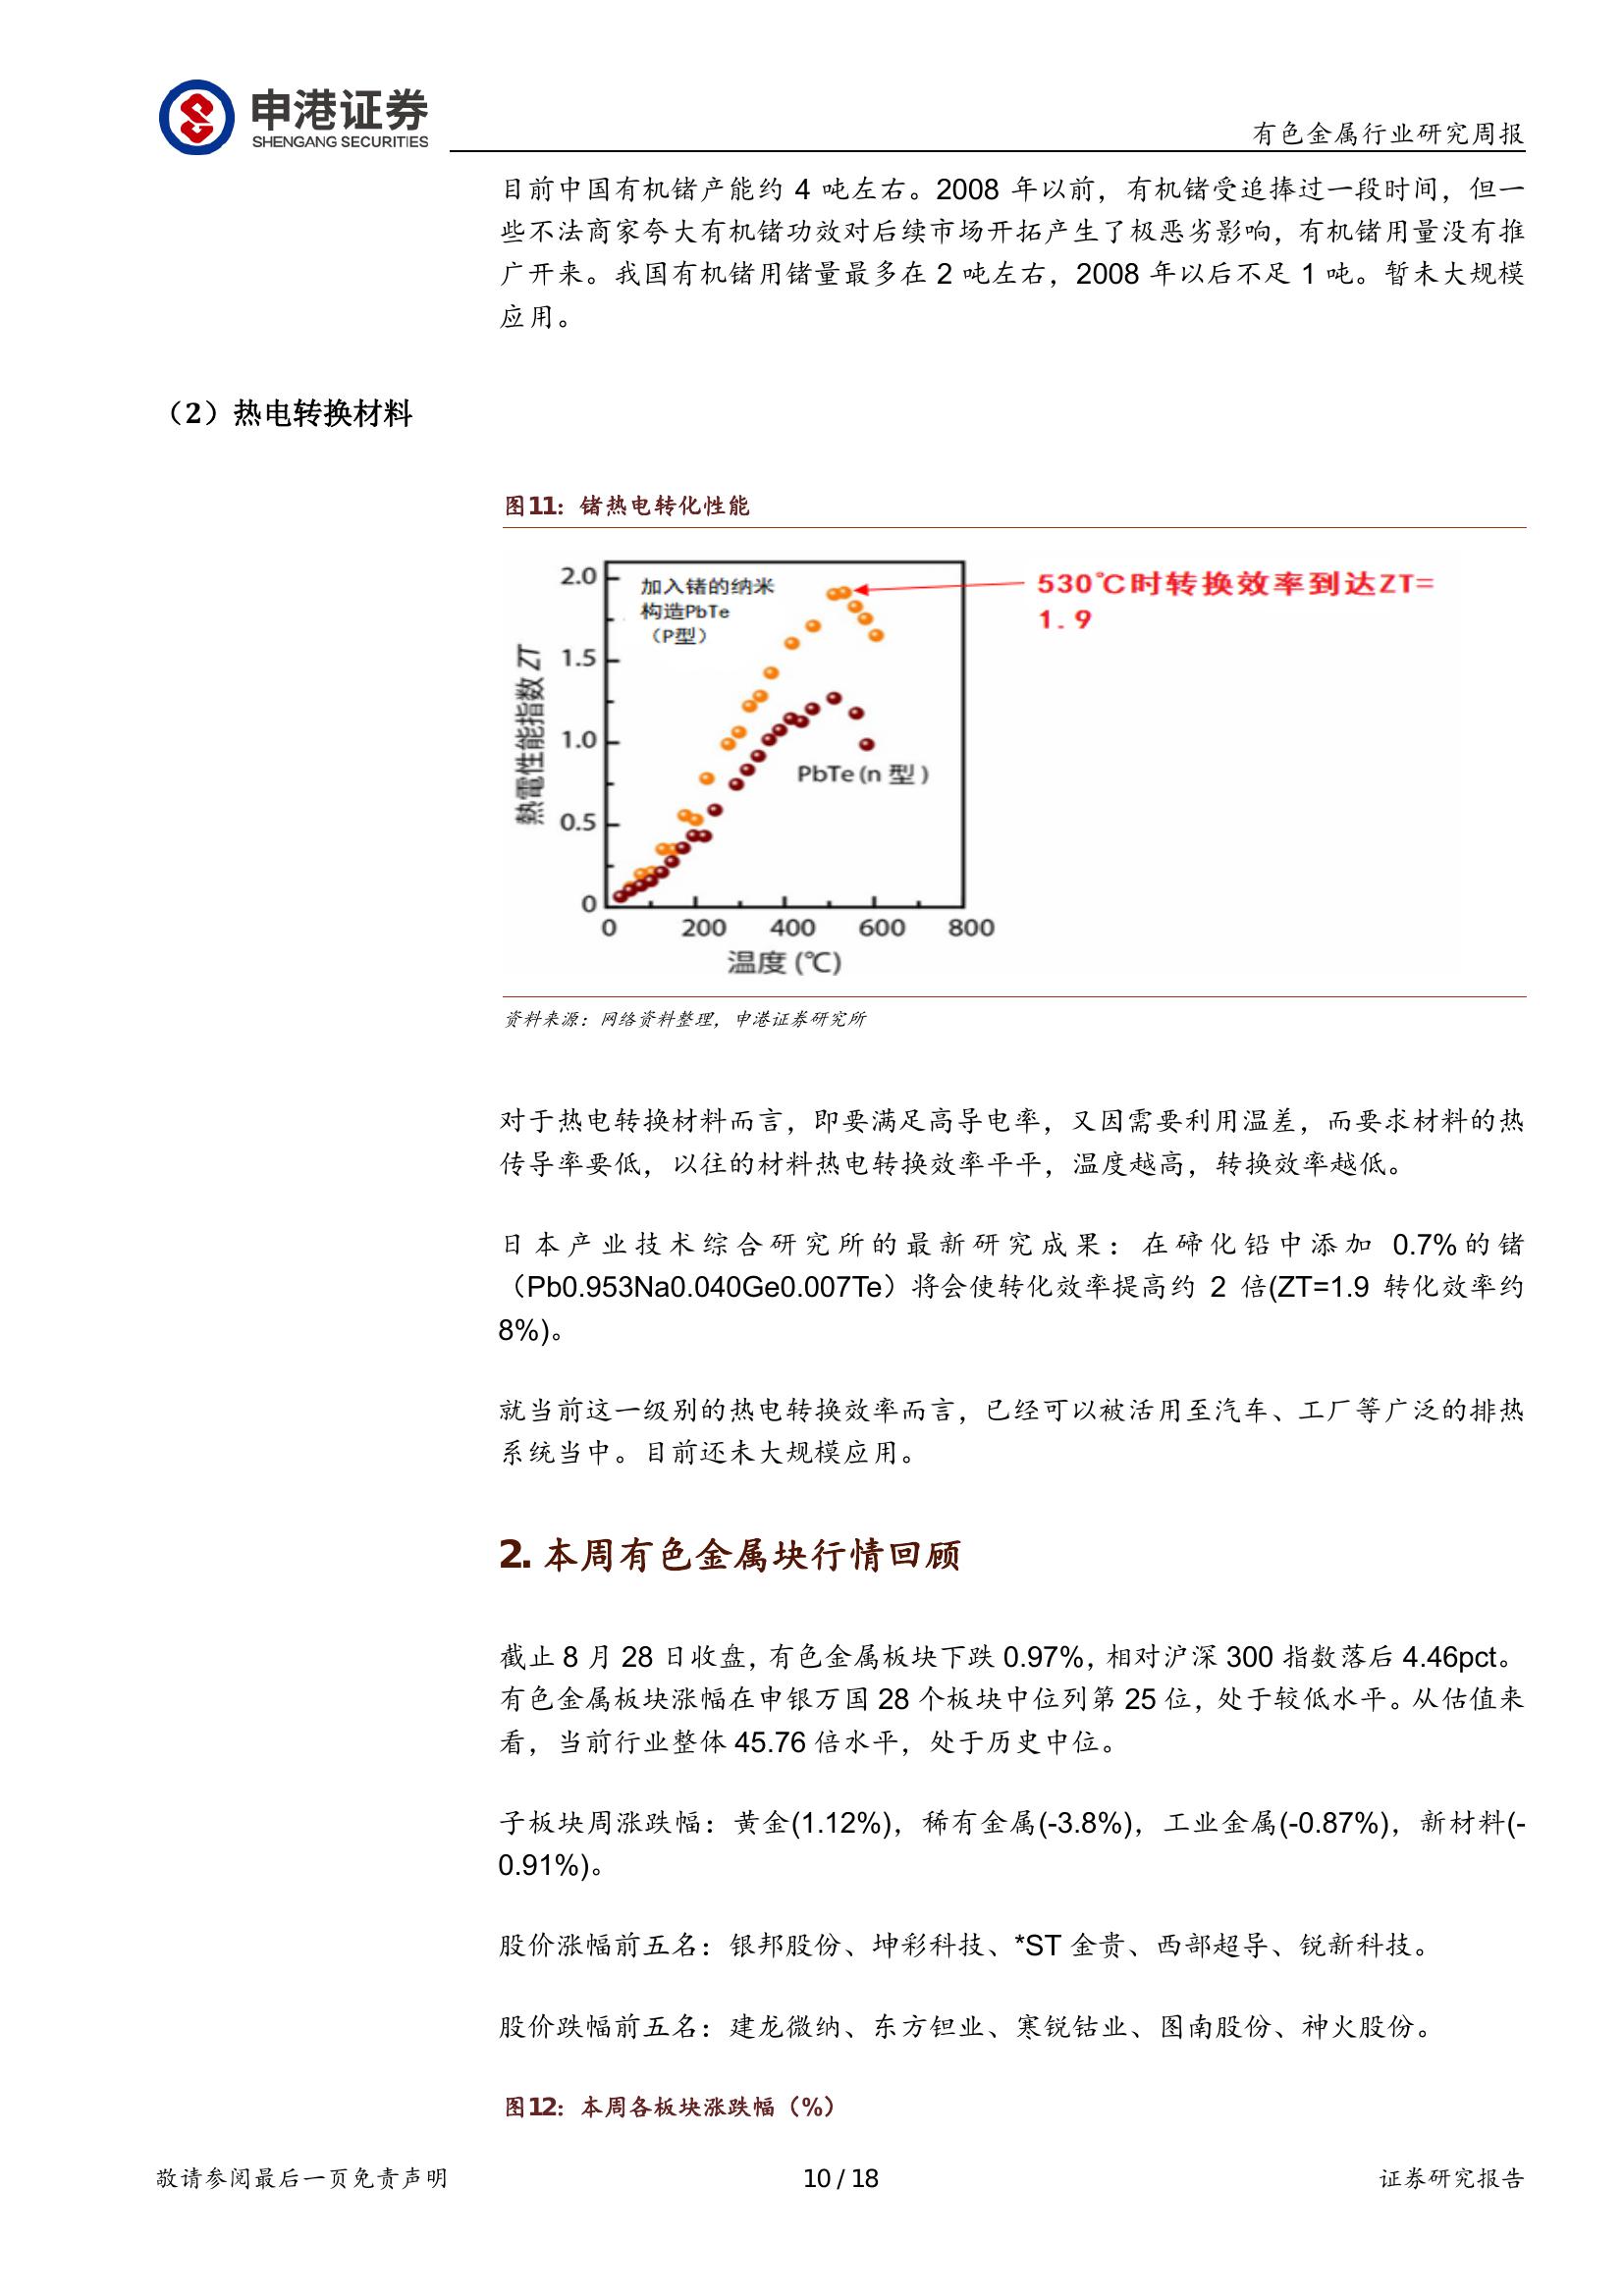 申港证券
SHENGANG SECURITIES
有色金属行业研究周报
目前中国有机锗产能约 4 吨左右。2008 年以前，有机锗受追捧过一段时间，但一
些不法商家夸大有机锗功效对后续市场开拓产生了极恶劣影响，有机锗用量没有推
广开来。我国有机锗用锗量最多在 2 吨左右，2008 年以后不足 1 吨。暂未大规模
应用。
（2）热电转换材料
图11：锗热电转化性能
2.0
1.5
1.0
0.5
0
熱電性能指数 ZT
加入锗的纳米
构造PbTe
（P型）
530℃时转换效率到达ZT=
1.9
PbTe (n 型 )
0 200 400 600 800
温度 (℃)
资料来源：网络资料整理，申港证券研究所
对于热电转换材料而言，即要满足高导电率，又因需要利用温差，而要求材料的热
传导率要低，以往的材料热电转换效率平平，温度越高，转换效率越低。
日本产业技术综合研究所的最新研究成果：在碲化铅中添加 0.7%的锗
（Pb0.953Na0.040Ge0.007Te）将会使转化效率提高约 2 倍(ZT=1.9 转化效率约
8%)。
就当前这一级别的热电转换效率而言，已经可以被活用至汽车、工厂等广泛的排热
系统当中。目前还未大规模应用。
2. 本周有色金属块行情回顾
截止 8 月 28 日收盘，有色金属板块下跌 0.97%，相对沪深 300 指数落后 4.46pct。
有色金属板块涨幅在申银万国 28 个板块中位列第 25 位，处于较低水平。从估值来
看，当前行业整体 45.76 倍水平，处于历史中位。
子板块周涨跌幅：黄金(1.12%)，稀有金属(-3.8%)，工业金属(-0.87%)，新材料(-
0.91%)。
股价涨幅前五名：银邦股份、坤彩科技、*ST 金贵、西部超导、锐新科技。
股价跌幅前五名：建龙微纳、东方钽业、寒锐钴业、图南股份、神火股份。
图12：本周各板块涨跌幅（%）
敬请参阅最后一页免责声明
10 / 18
证券研究报告